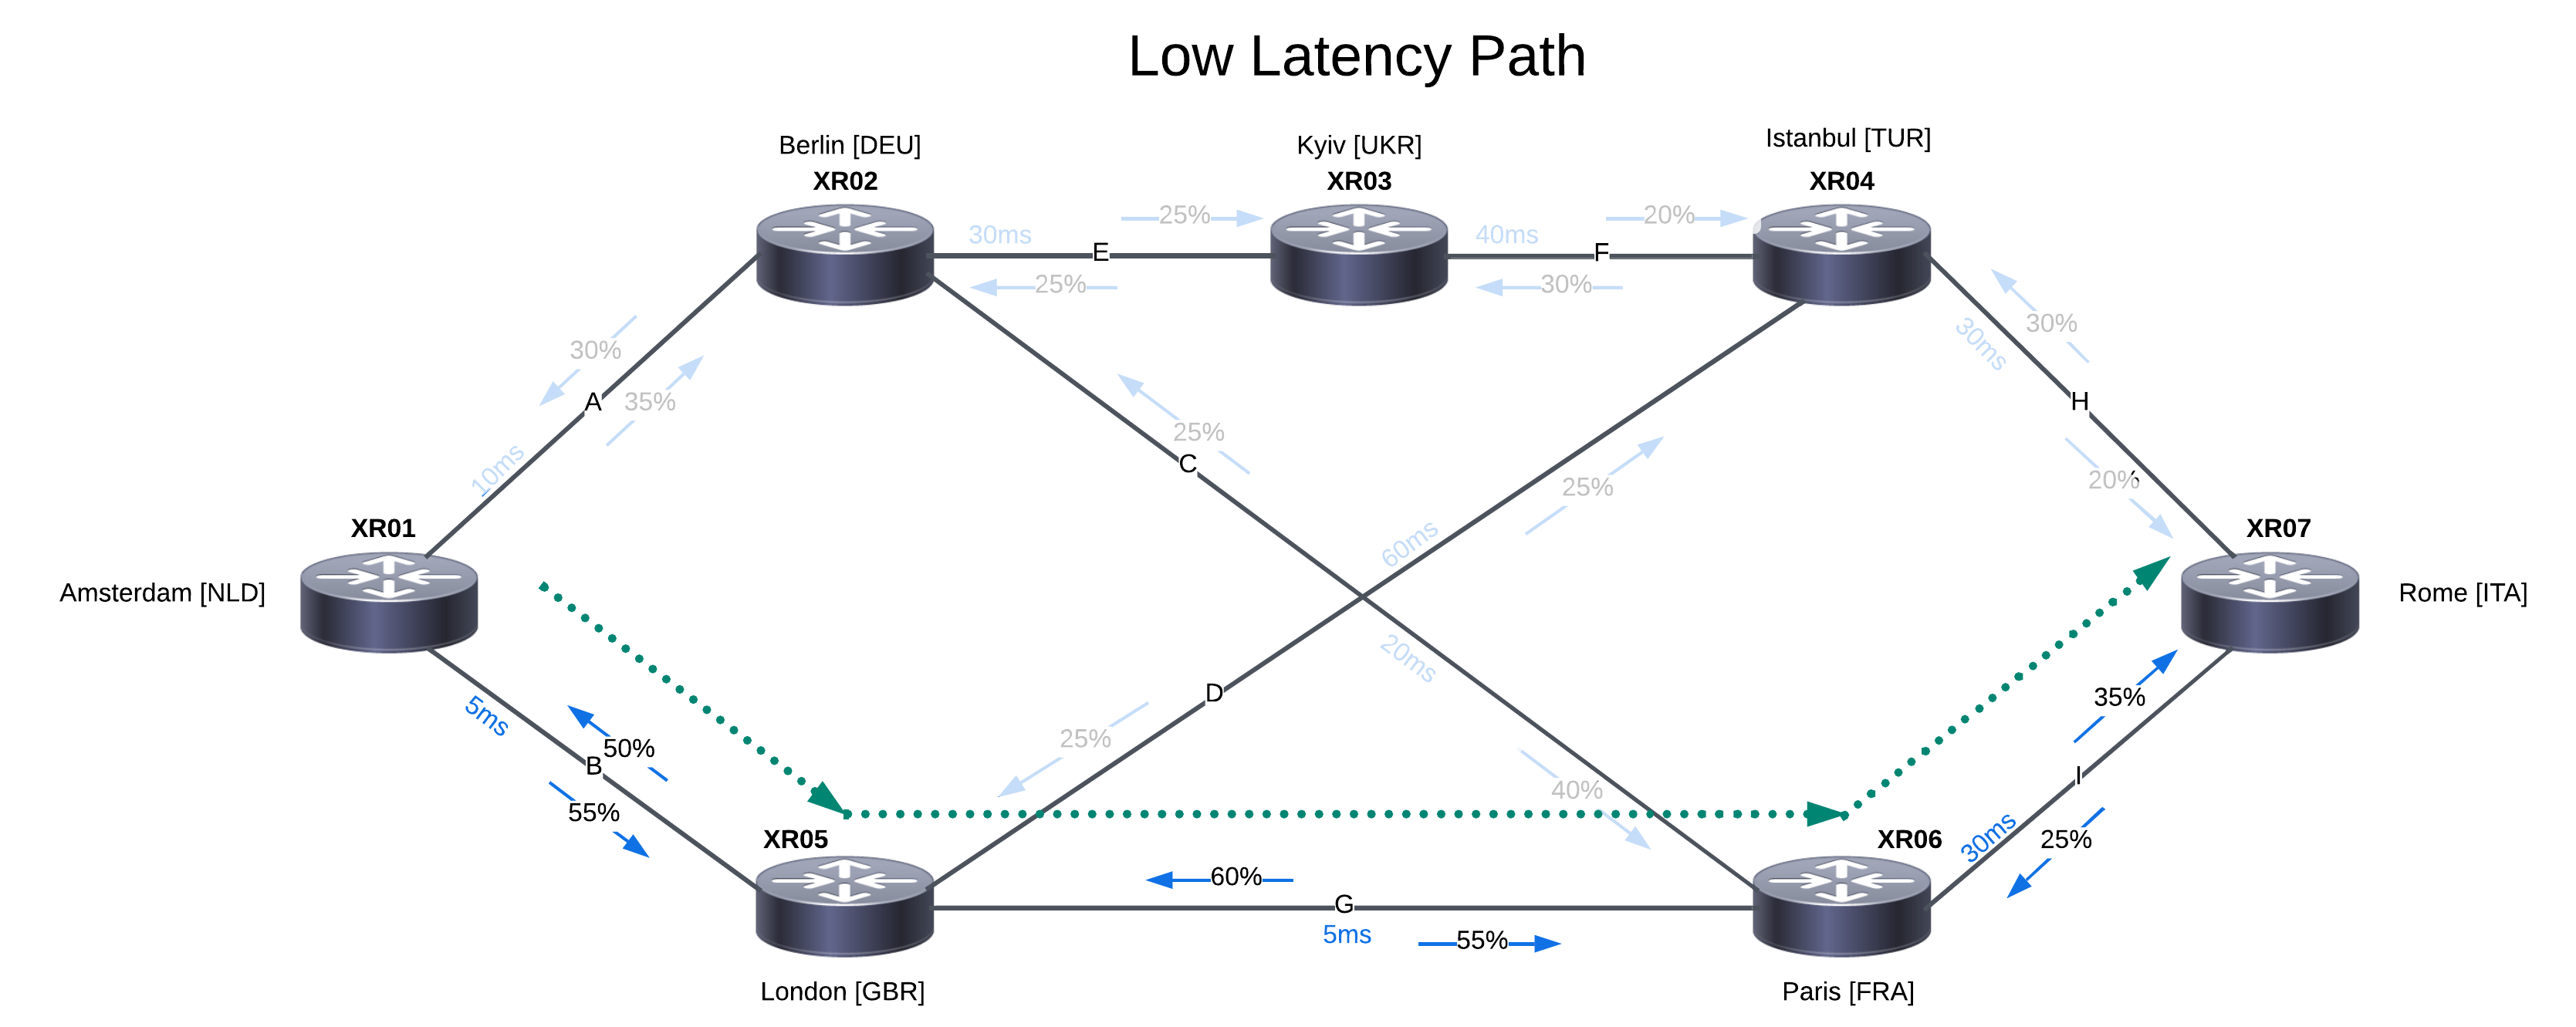 Low Latency Path
Berlin [DEU]
XR02
Kyiv [UKR]
XR03
Istanbul [TUR]
XR04
30ms
E
25%
25%
40ms
F
20%
30%
30%
A
35%
10ms
30%
30ms
H
20%
25%
C
25%
60ms
XR01
Amsterdam [NLD]
XR07
Rome [ITA]
20ms
D
25%
40%
5ms
50%
B
55%
35%
I
30ms
25%
XR05
XR06
60%
G
5ms
55%
London [GBR]
Paris [FRA]